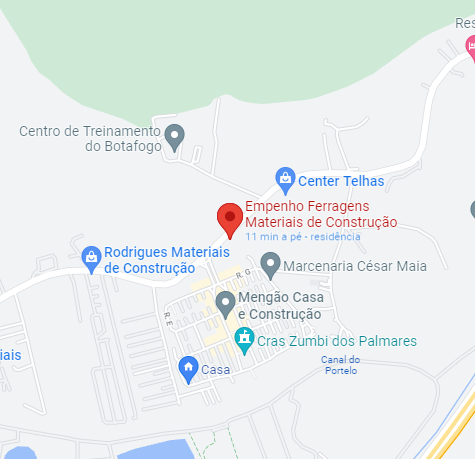 Re
Centro de Treinamento
do Botafogo
Center Telhas
Empenho Ferragens
Materiais de Construção
11 min a pé - residência
Rodrigues Materiais
de Construção
R. G
Marcenaria César Maia
Mengão Casa
e Construção
R. E
Cras Zumbi dos Palmares
iais
Canal do
Portelo
Casa